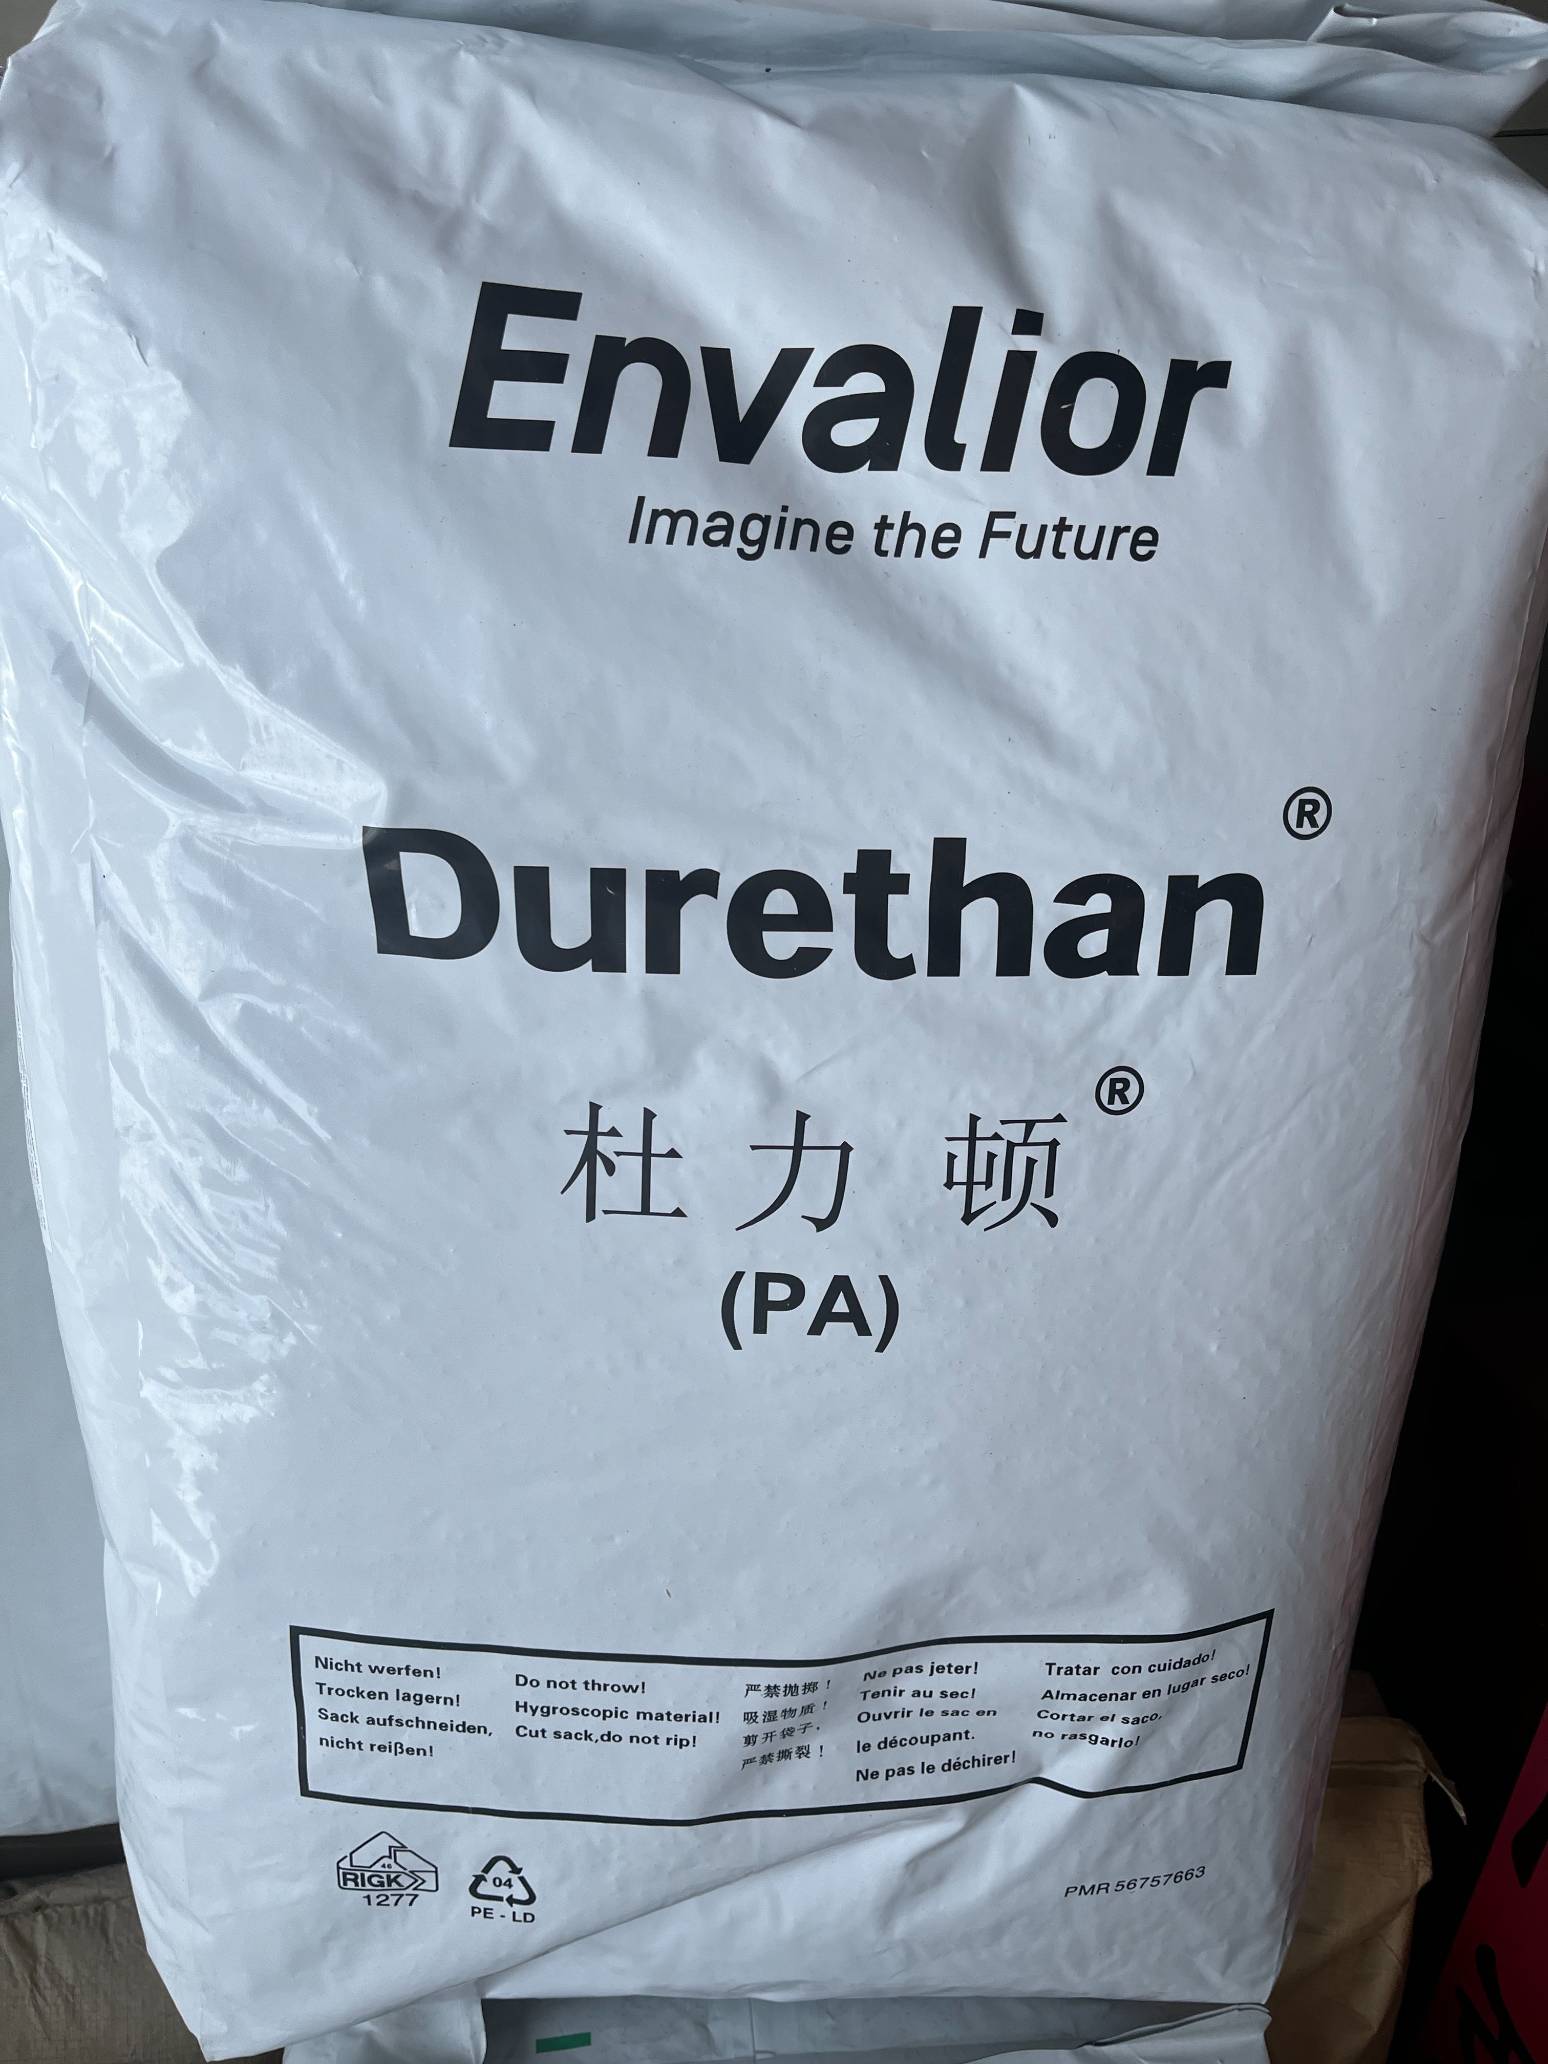 Envalior
Imagine the Future
Durethan®
杜力顿®
(PA)
Nicht werfen!
Trocken lagern!
Sack aufschneiden,
nicht reißen!
Do not throw!
Hygroscopic material!
Cut sack,do not rip!
严禁抛掷！
吸湿物质！
剪开袋子，
严禁撕裂！
Ne pas jeter!
Tenir au sec!
Ouvrir le sac en
le découpant.
Ne pas le déchirer!
Tratar con cuidado!
Almacenar en lugar seco!
Cortar el saco,
no rasgarlo!
46
RIGK
1277
04
PE - LD
PMR 56757663